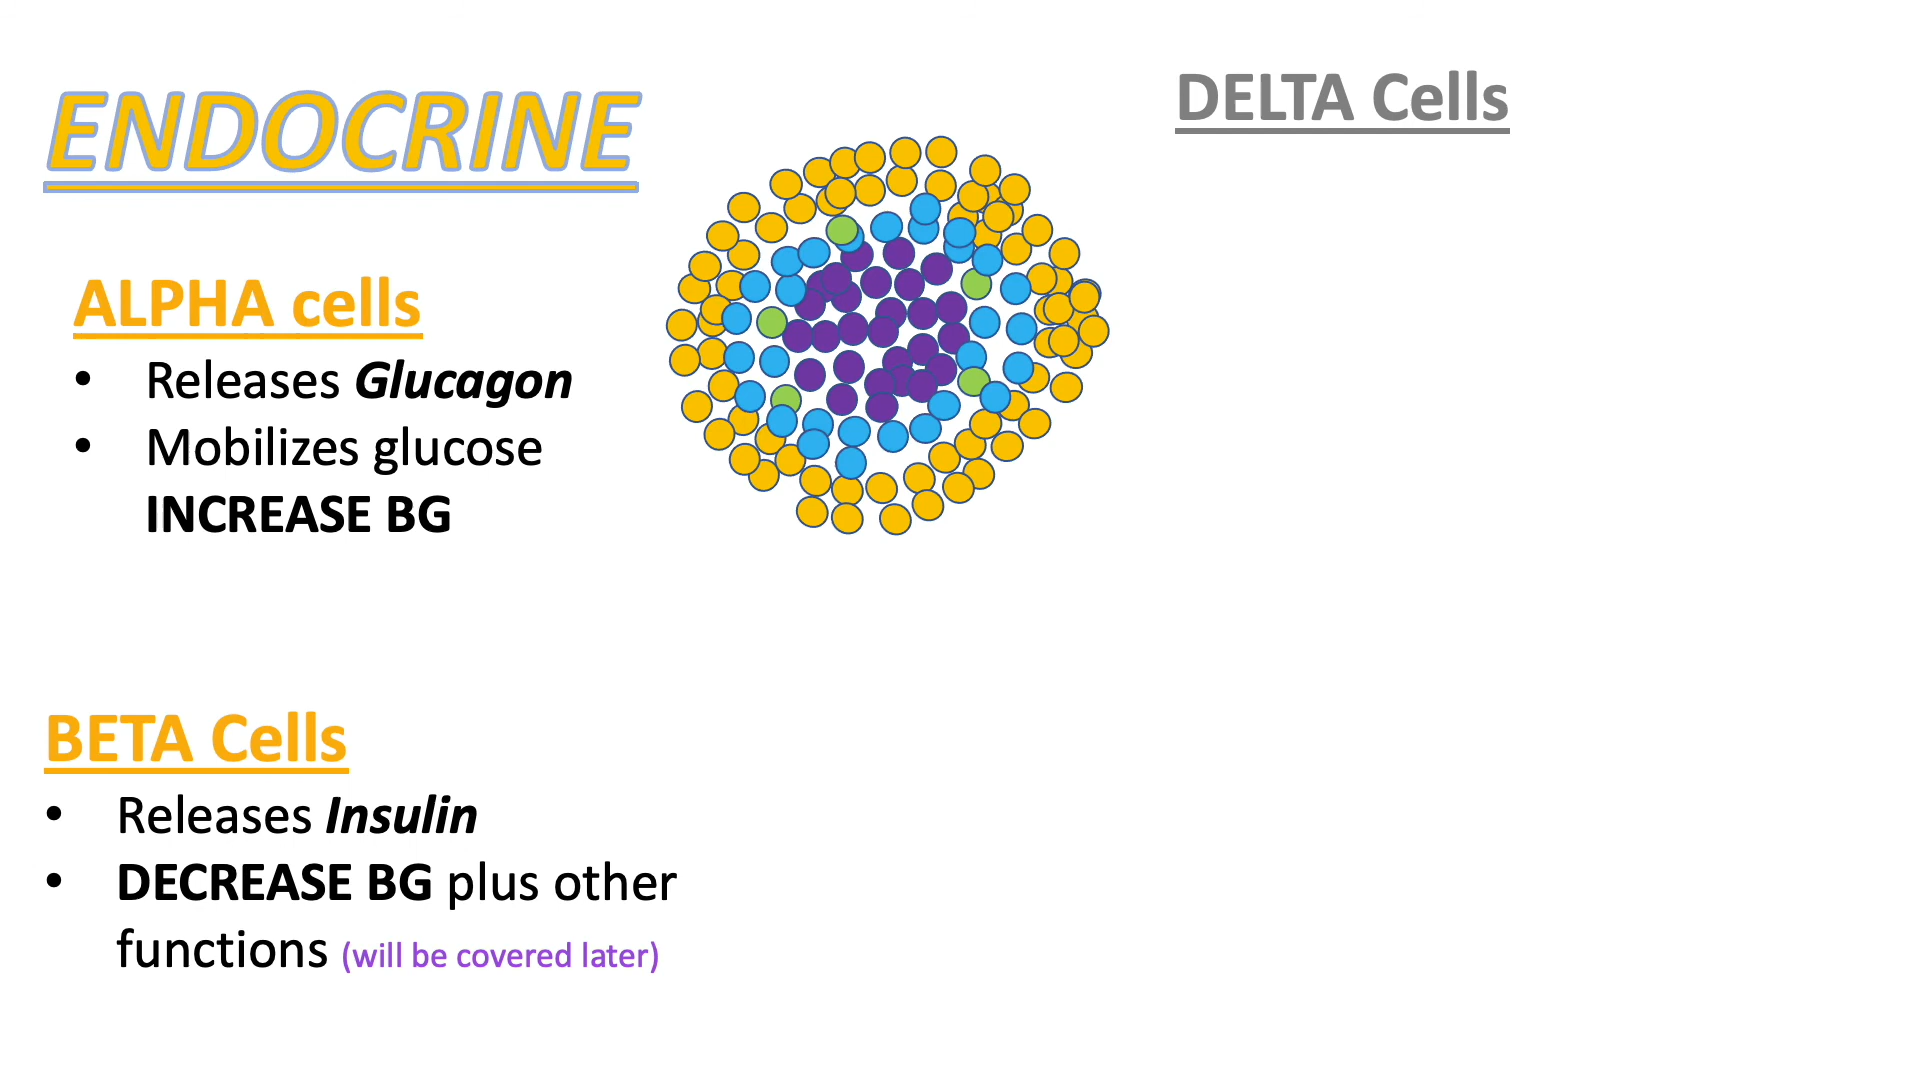 ENDOCRINE
ALPHA cells
• Releases Glucagon
• Mobilizes glucose
INCREASE BG
BETA Cells
• Releases Insulin
• DECREASE BG plus other
functions (will be covered later)
DELTA Cells